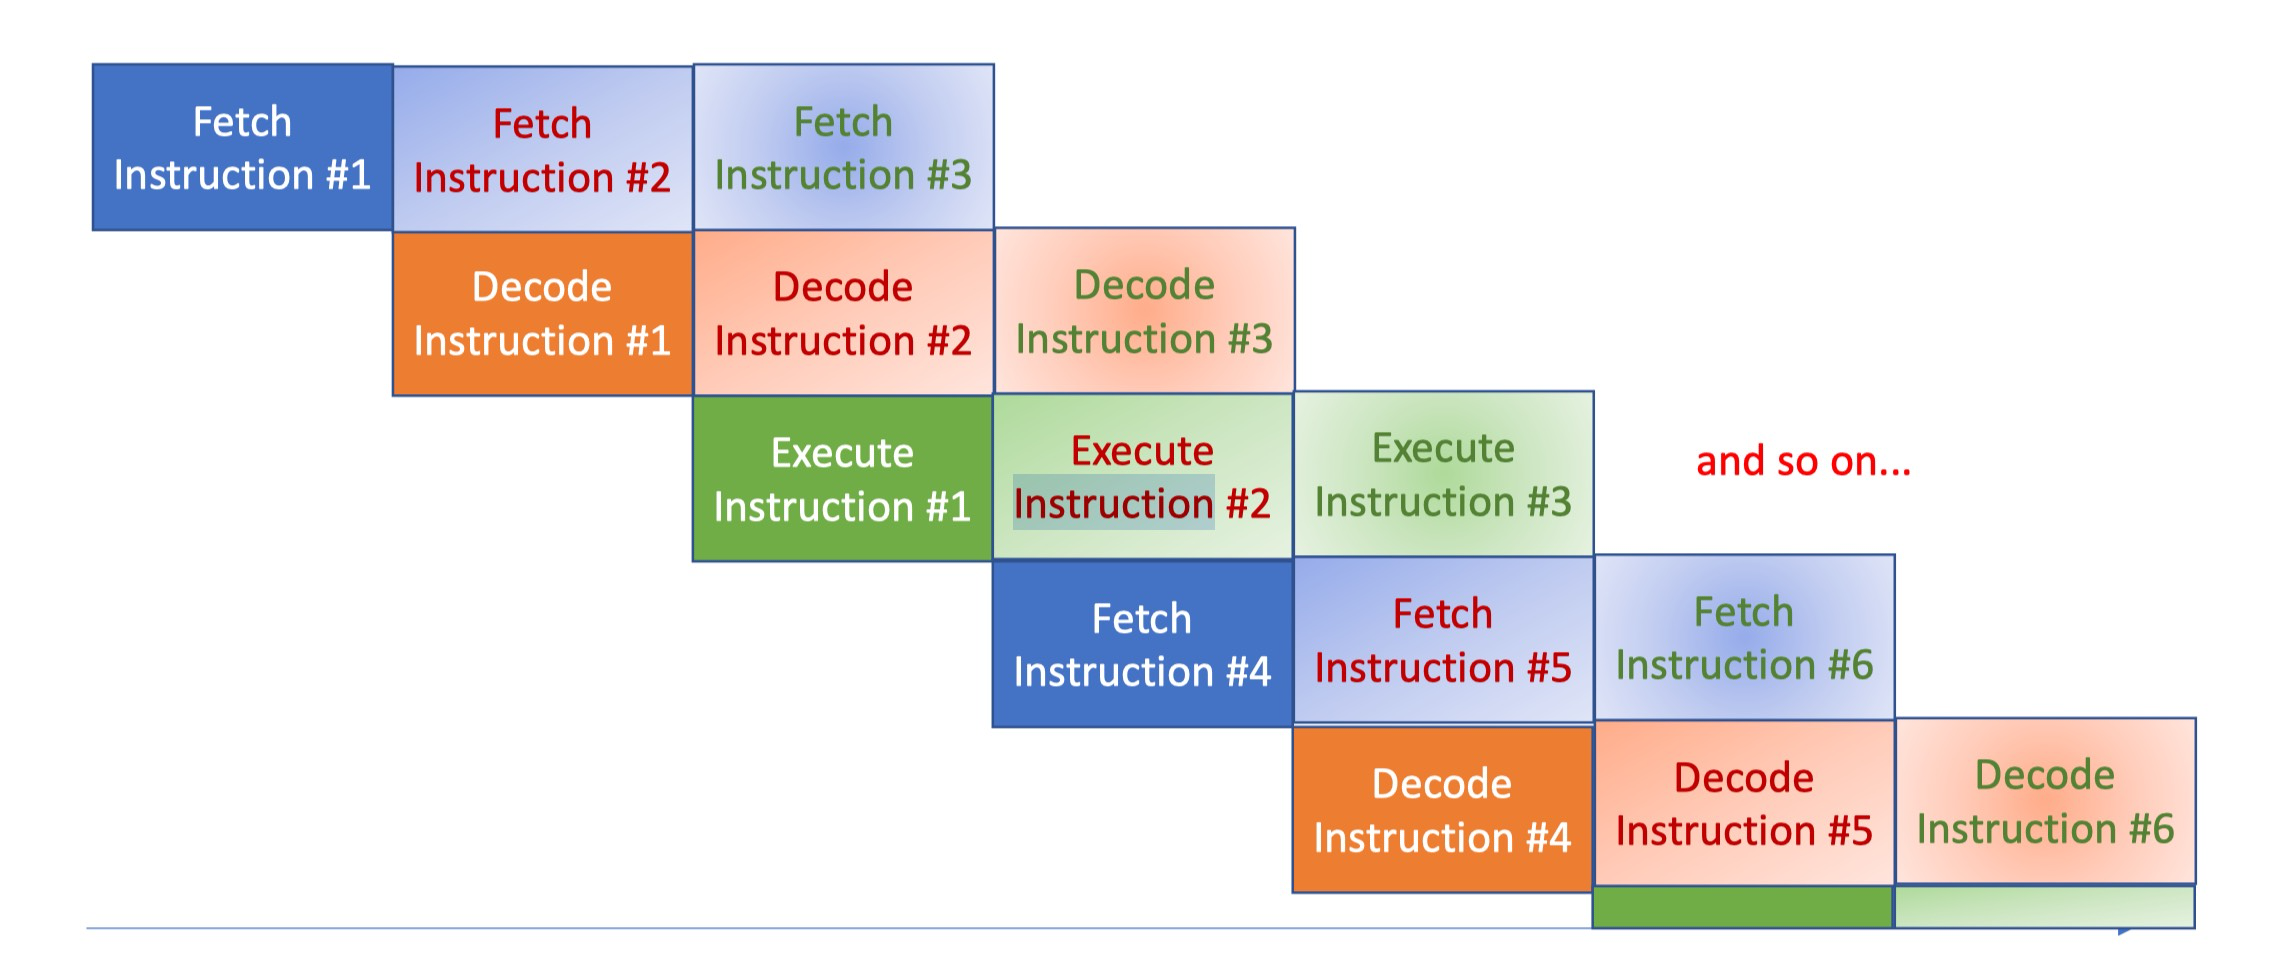 Fetch
Instruction #1
Fetch
Instruction #2
Fetch
Instruction #3
Decode
Instruction #1
Decode
Instruction #2
Decode
Instruction #3
Execute
Instruction #1
Execute
Instruction #2
Execute
Instruction #3
and so on...
Fetch
Instruction #4
Fetch
Instruction #5
Fetch
Instruction #6
Decode
Instruction #4
Decode
Instruction #5
Decode
Instruction #6